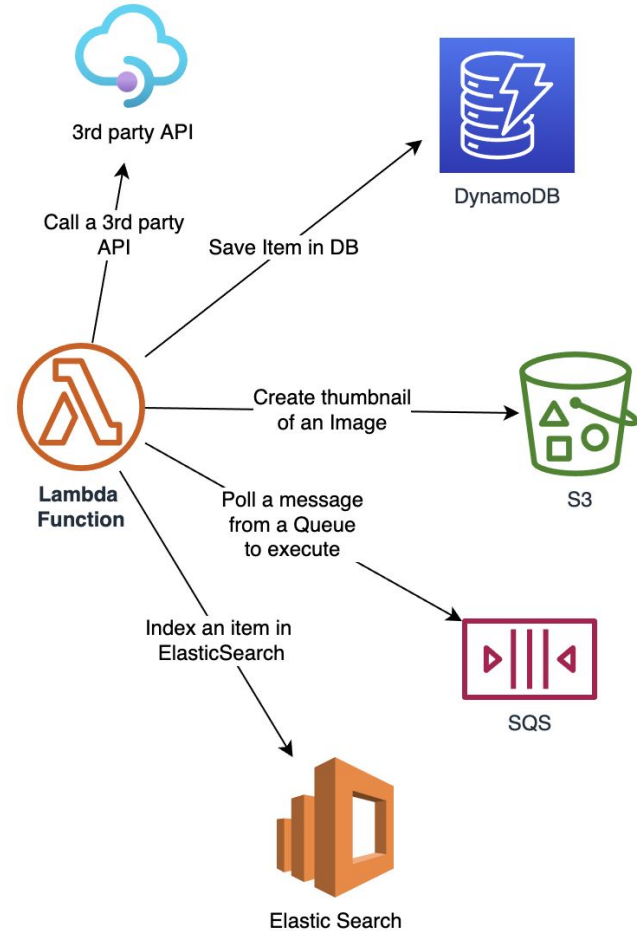 3rd party API
DynamoDB
Call a 3rd party
API
Save Item in DB
Create thumbnail
of an Image
Lambda
Function
S3
Poll a message
from a Queue
to execute
Index an item in
ElasticSearch
SQS
Elastic Search